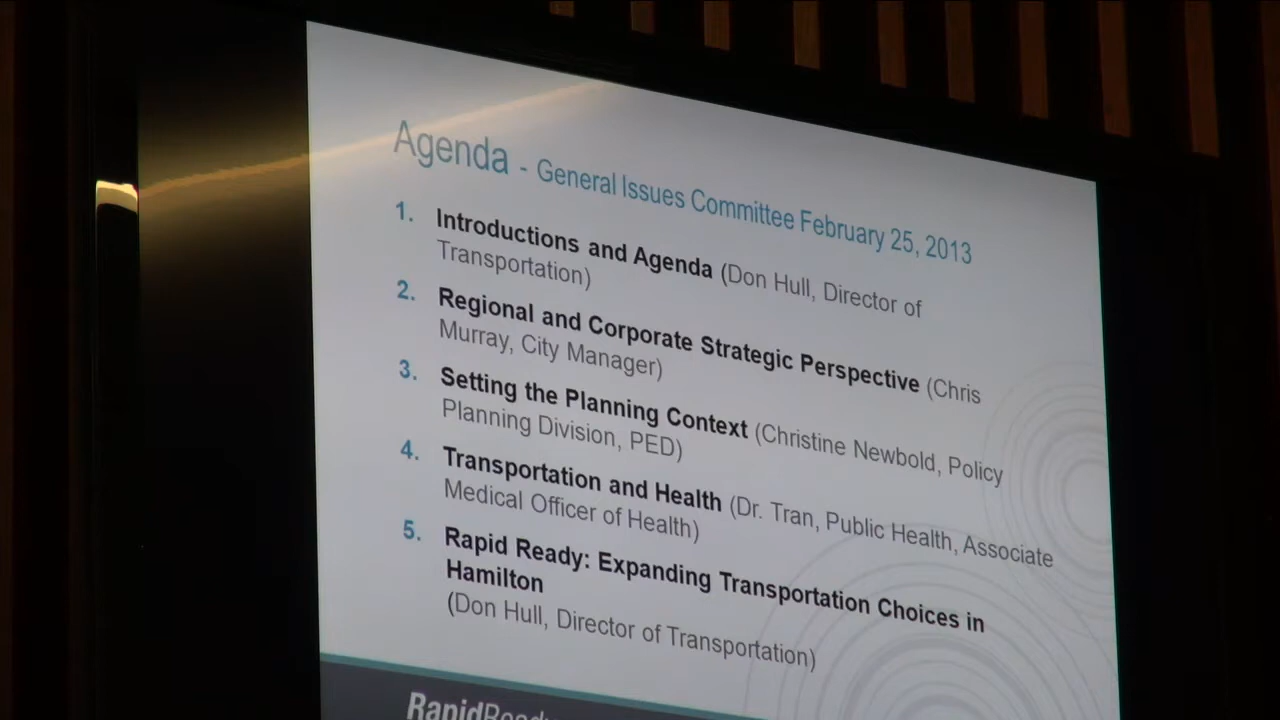 Agenda - General Issues Committee February 25, 2013
1. Introductions and Agenda (Don Hull, Director of
Transportation)
2. Regional and Corporate Strategic Perspective (Chris
Murray, City Manager)
3. Setting the Planning Context (Christine Newbold, Policy
Planning Division, PED)
4. Transportation and Health (Dr. Tran, Public Health, Associate
Medical Officer of Health)
5. Rapid Ready: Expanding Transportation Choices in
Hamilton
(Don Hull, Director of Transportation)
RapidReady